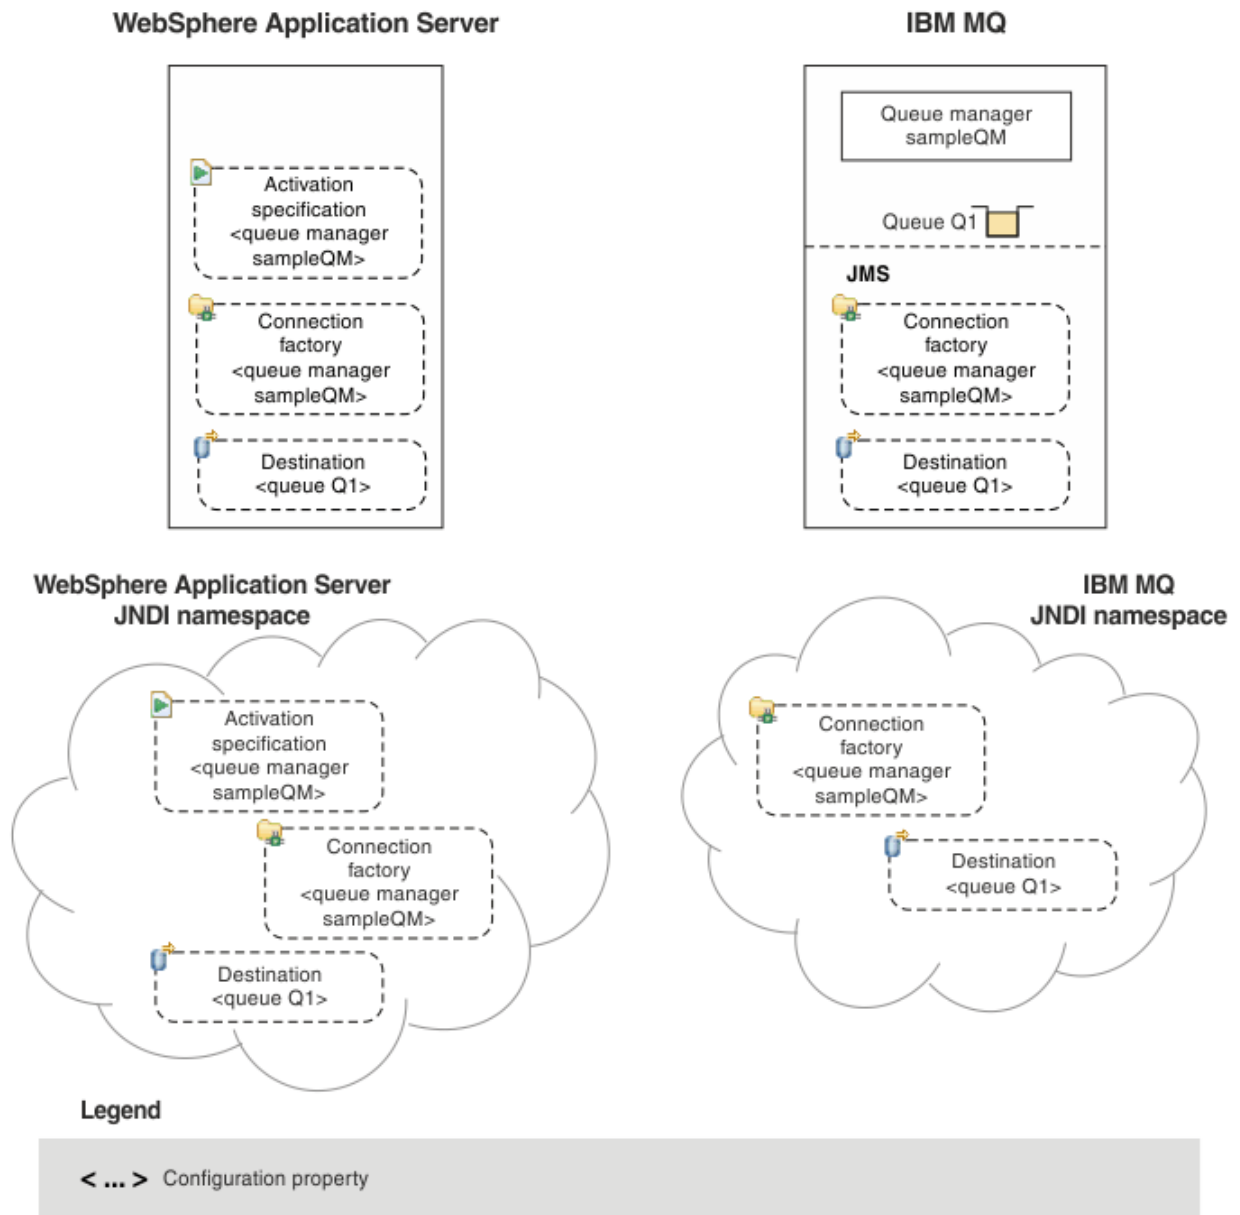 WebSphere Application Server
Activation
specification
<queue manager
sampleQM>
Connection
factory
<queue manager
sampleQM>
Destination
<queue Q1>
IBM MQ
Queue manager
sampleQM
Queue Q1
JMS
Connection
factory
<queue manager
sampleQM>
Destination
<queue Q1>
WebSphere Application Server
JNDI namespace
Activation
specification
<queue manager
sampleQM>
Connection
factory
<queue manager
sampleQM>
Destination
<queue Q1>
IBM MQ
JNDI namespace
Connection
factory
<queue manager
sampleQM>
Destination
<queue Q1>
Legend
< ... > Configuration property